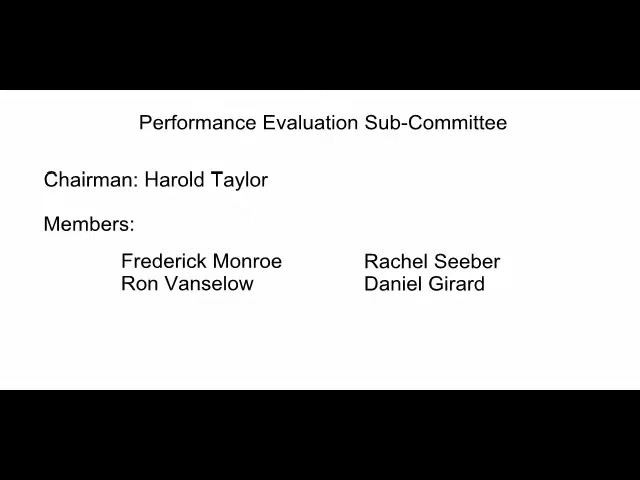 Performance Evaluation Sub-Committee
Chairman: Harold Taylor
Members:
Frederick Monroe Rachel Seeber
Ron Vanselow Daniel Girard